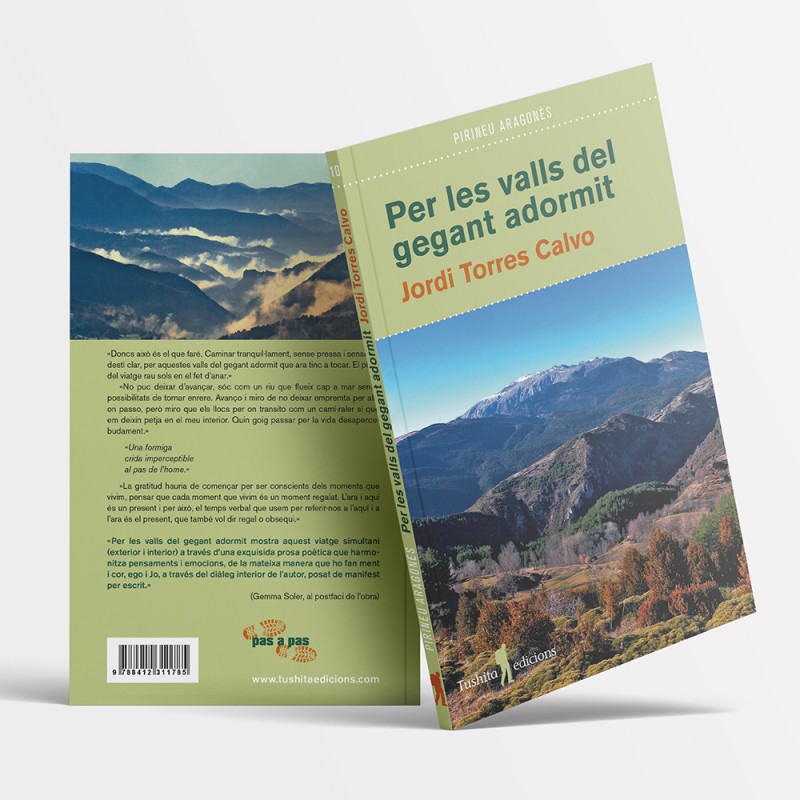 PIRINEU ARAGONÈS
Per les valls del
gegant adormit
Jordi Torres Calvo
Tushita edicions
10
Jordi Torres Calvo
Per les valls del gegant adormit
PIRINEU ARAGONÈS
«Doncs això és el que faré. Caminar tranquil·lament, sense pressa i
destí clar, per aquestes valls del gegant adormit que ara tinc a tocar. El
del viatge rau sols en el fet d'anar.»
«No puc deixar d'avançar, sóc com un riu que flueix cap a mar
possibilitats de tornar enrere. Avanço i miro de no deixar empremta per
on passo, però miro que els llocs per on transito com un camí-raler sí
em deixin petja en el meu interior. Quin goig passar per la vida
budament.»
«Una formiga
crida imperceptible
al pas de l'home.»
«La gratitud hauria de començar per ser conscients dels moments que
vivim, pensar que cada moment que vivim és un moment regalat. L'ara i aquí
és un present i per això, el temps verbal que usem per referir-nos a l'aquí i a
l'ara és el present, que també vol dir regal o obsequi.»
«Per les valls del gegant adormit mostra aquest viatge simultani
(exterior i interior) a través d'una exquisida prosa poètica que harmo-
nitza pensaments i emocions, de la mateixa manera que ho fan ment
i cor, ego i Jo, a través del diàleg interior de l'autor, posat de manifest
per escrit.»
(Gemma Soler, al postfaci de l'obra)
pas a pas
9 788412 311785
www.tushitaedicions.com